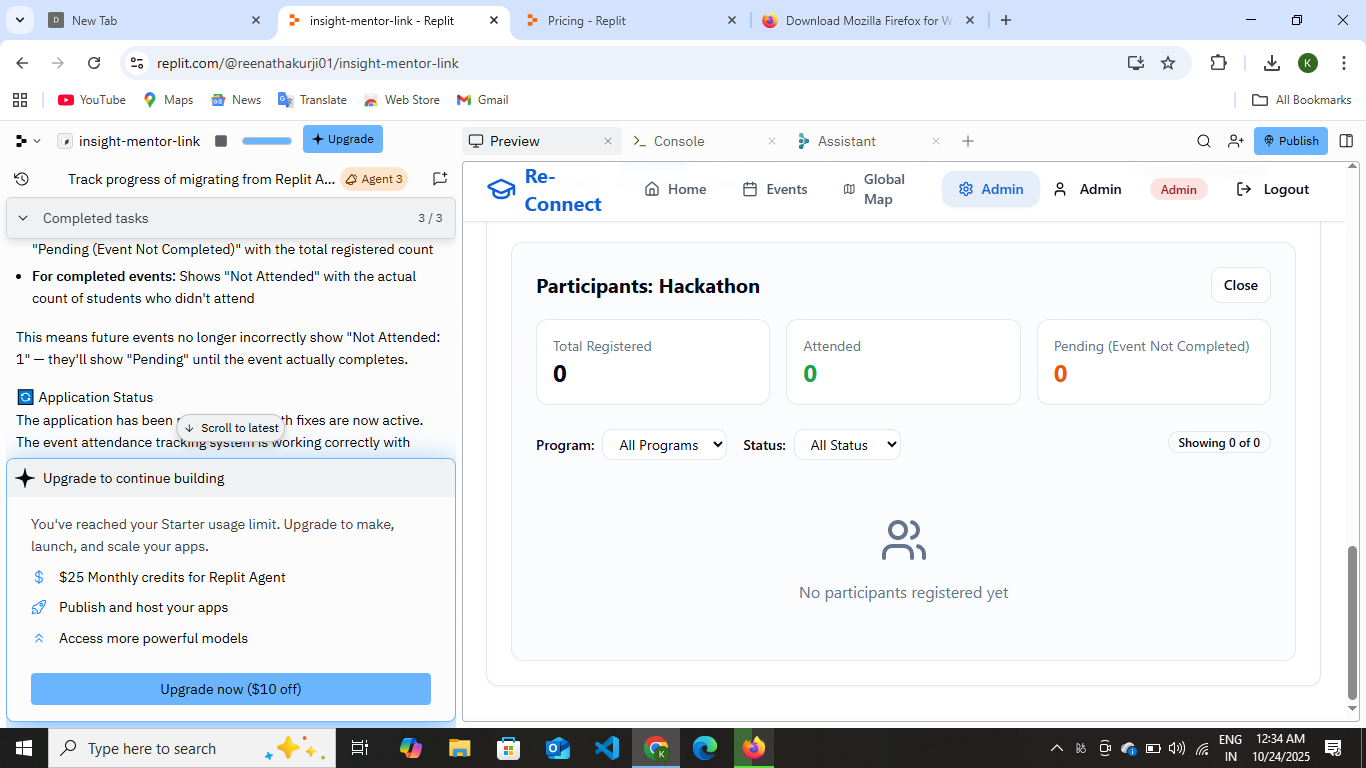 New Tab
insight-mentor-link - Replit
Pricing - Replit
Download Mozilla Firefox for W
replit.com/@reenathakurji01/insight-mentor-link
K
YouTube
Maps
News
Translate
Web Store
Gmail
All Bookmarks
insight-mentor-link
Upgrade
Preview
Console
Assistant
Publish
Track progress of migrating from Replit A...
Agent 3
Completed tasks
3 / 3
"Pending (Event Not Completed)" with the total registered count
For completed events: Shows "Not Attended" with the actual
count of students who didn't attend
This means future events no longer incorrectly show "Not Attended:
1" — they'll show "Pending" until the event actually completes.
Application Status
The application has been th fixes are now active.
Scroll to latest
The event attendance tracking system is working correctly with
Upgrade to continue building
You've reached your Starter usage limit. Upgrade to make,
launch, and scale your apps.
$25 Monthly credits for Replit Agent
Publish and host your apps
Access more powerful models
Upgrade now ($10 off)
Re-
Connect
Home
Events
Global
Map
Admin
Admin
Admin
Logout
Participants: Hackathon
Close
Total Registered
0
Attended
0
Pending (Event Not Completed)
0
Program:
All Programs
Status:
All Status
Showing 0 of 0
No participants registered yet
Type here to search
ENG
IN
12:34 AM
10/24/2025